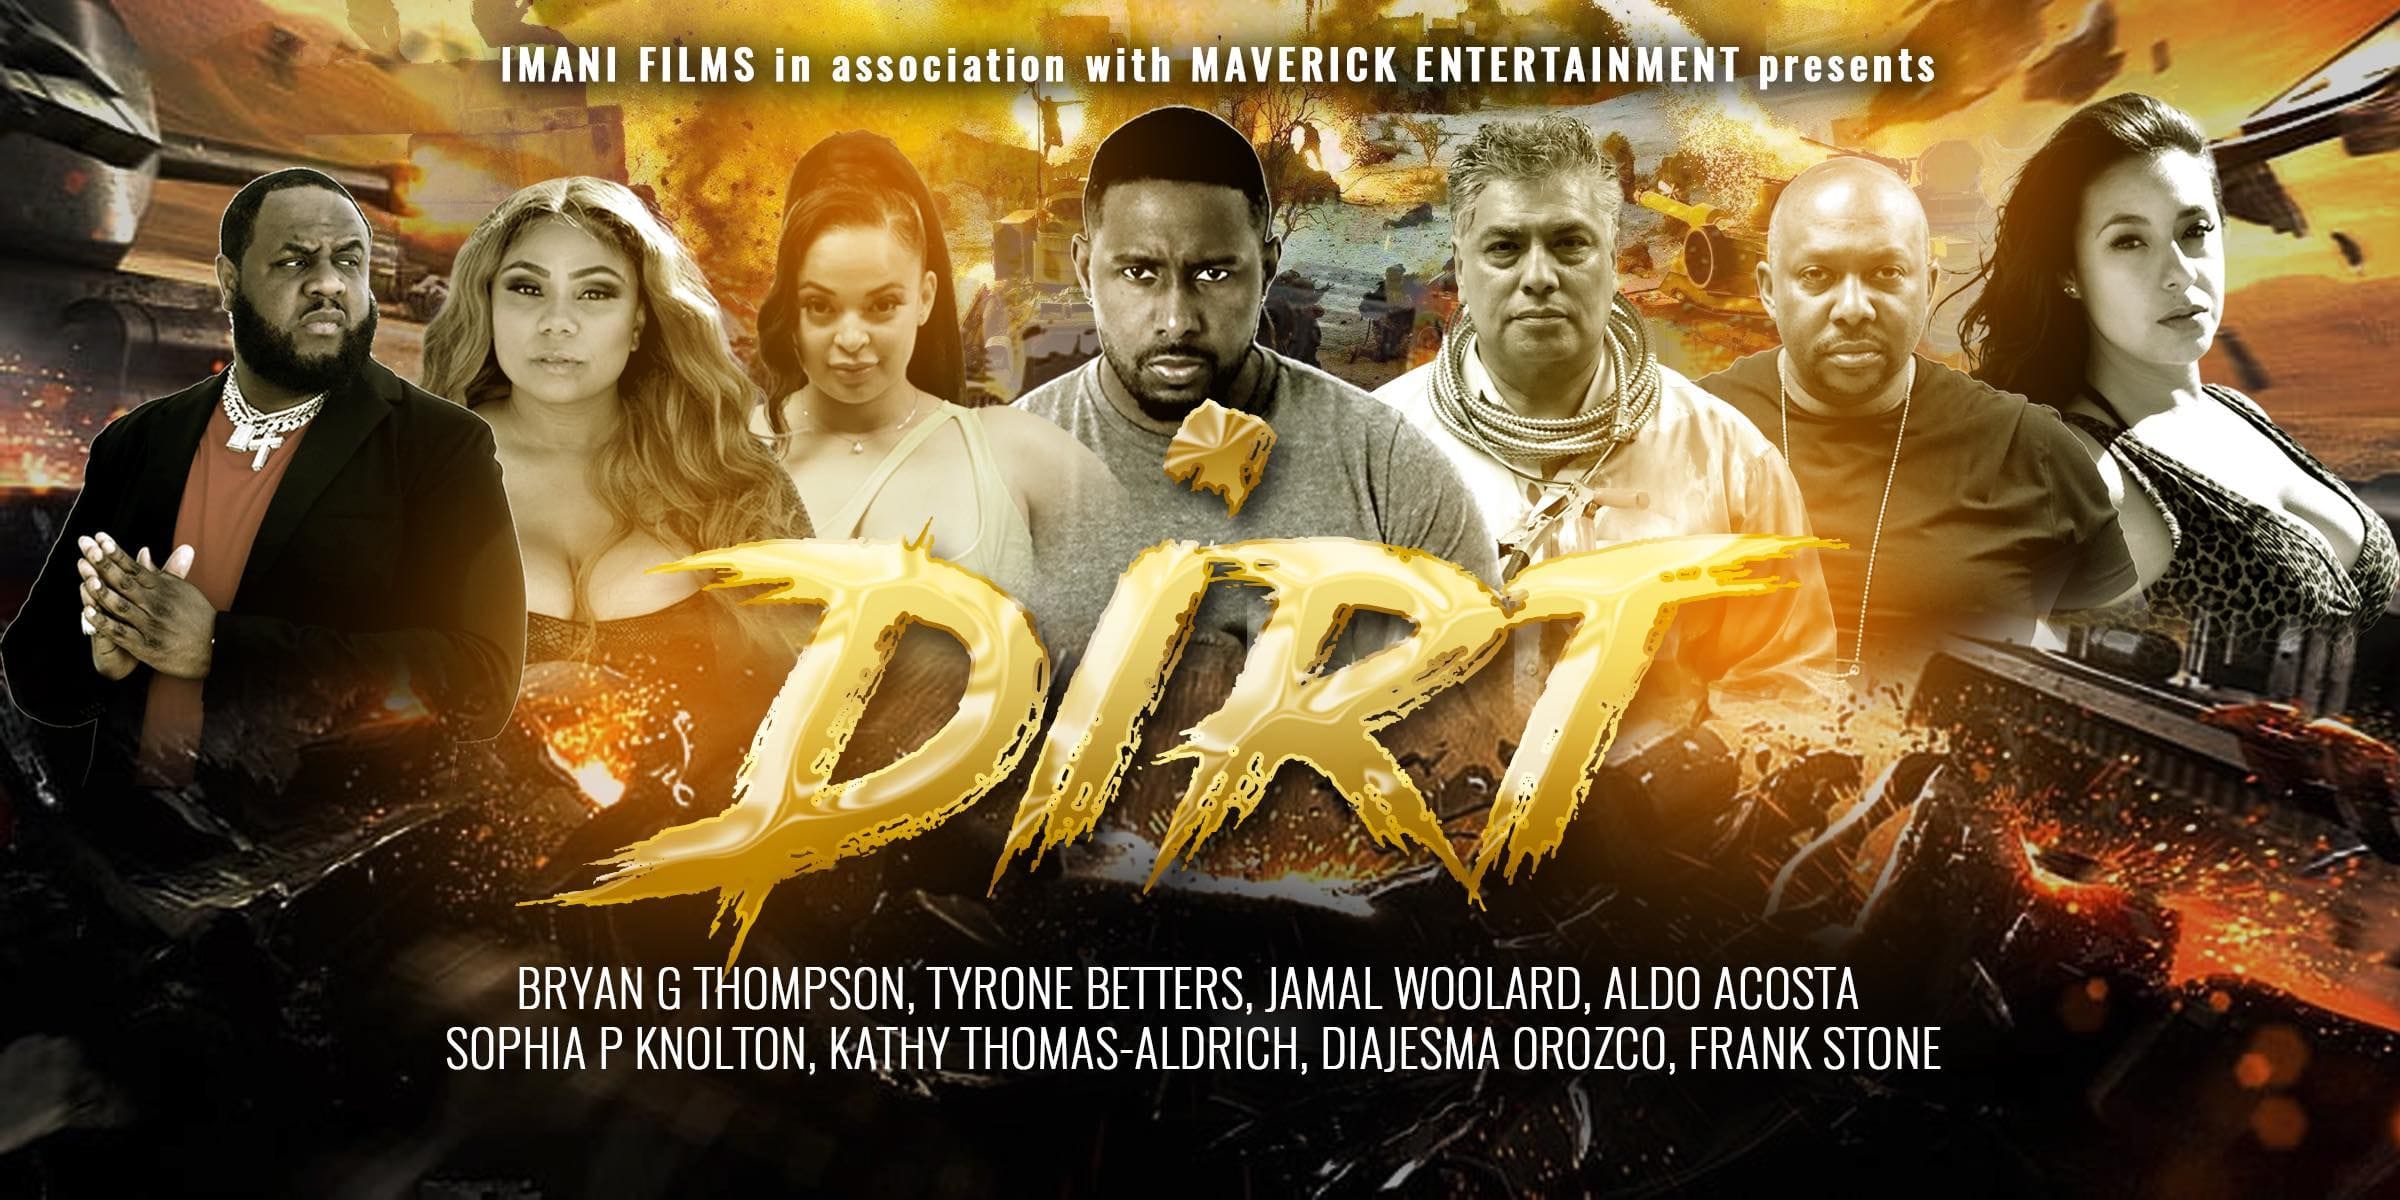 IMANI FILMS in association with MAVERICK ENTERTAINMENT presents
DiRT
BRYAN G THOMPSON, TYRONE BETTERS, JAMAL WOOLARD, ALDO ACOSTA
SOPHIA P KNOLTON, KATHY THOMAS-ALDRICH, DIAJESMA OROZCO, FRANK STONE